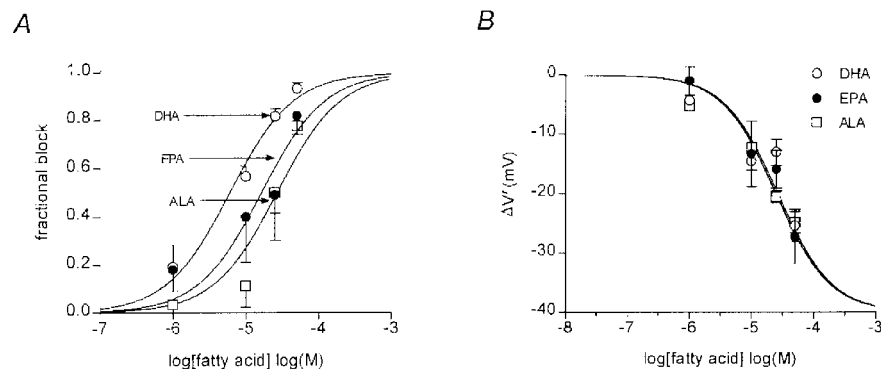 A
fractional block
1.0
0.8
0.6
0.4
0.2
0.0
DHA
EPA
ALA
-7
-6
-5
-4
-3
log[fatty acid] log(M)
B
ΔV'(mV)
0
-10
-20
-30
-40
DHA
EPA
ALA
-8
-7
-6
-5
-4
-3
log[fatty acid] log(M)